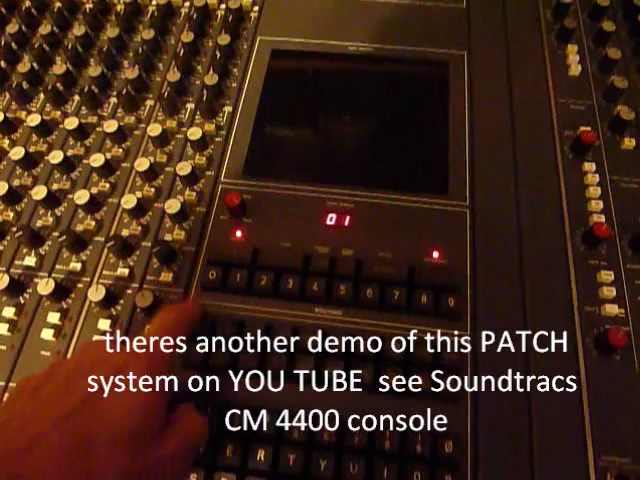 01
0 1 2 3 4 5 6 7 8 9
theres another demo of this PATCH
system on YOU TUBE see Soundtracs
CM 4400 console
E R T Y U I O